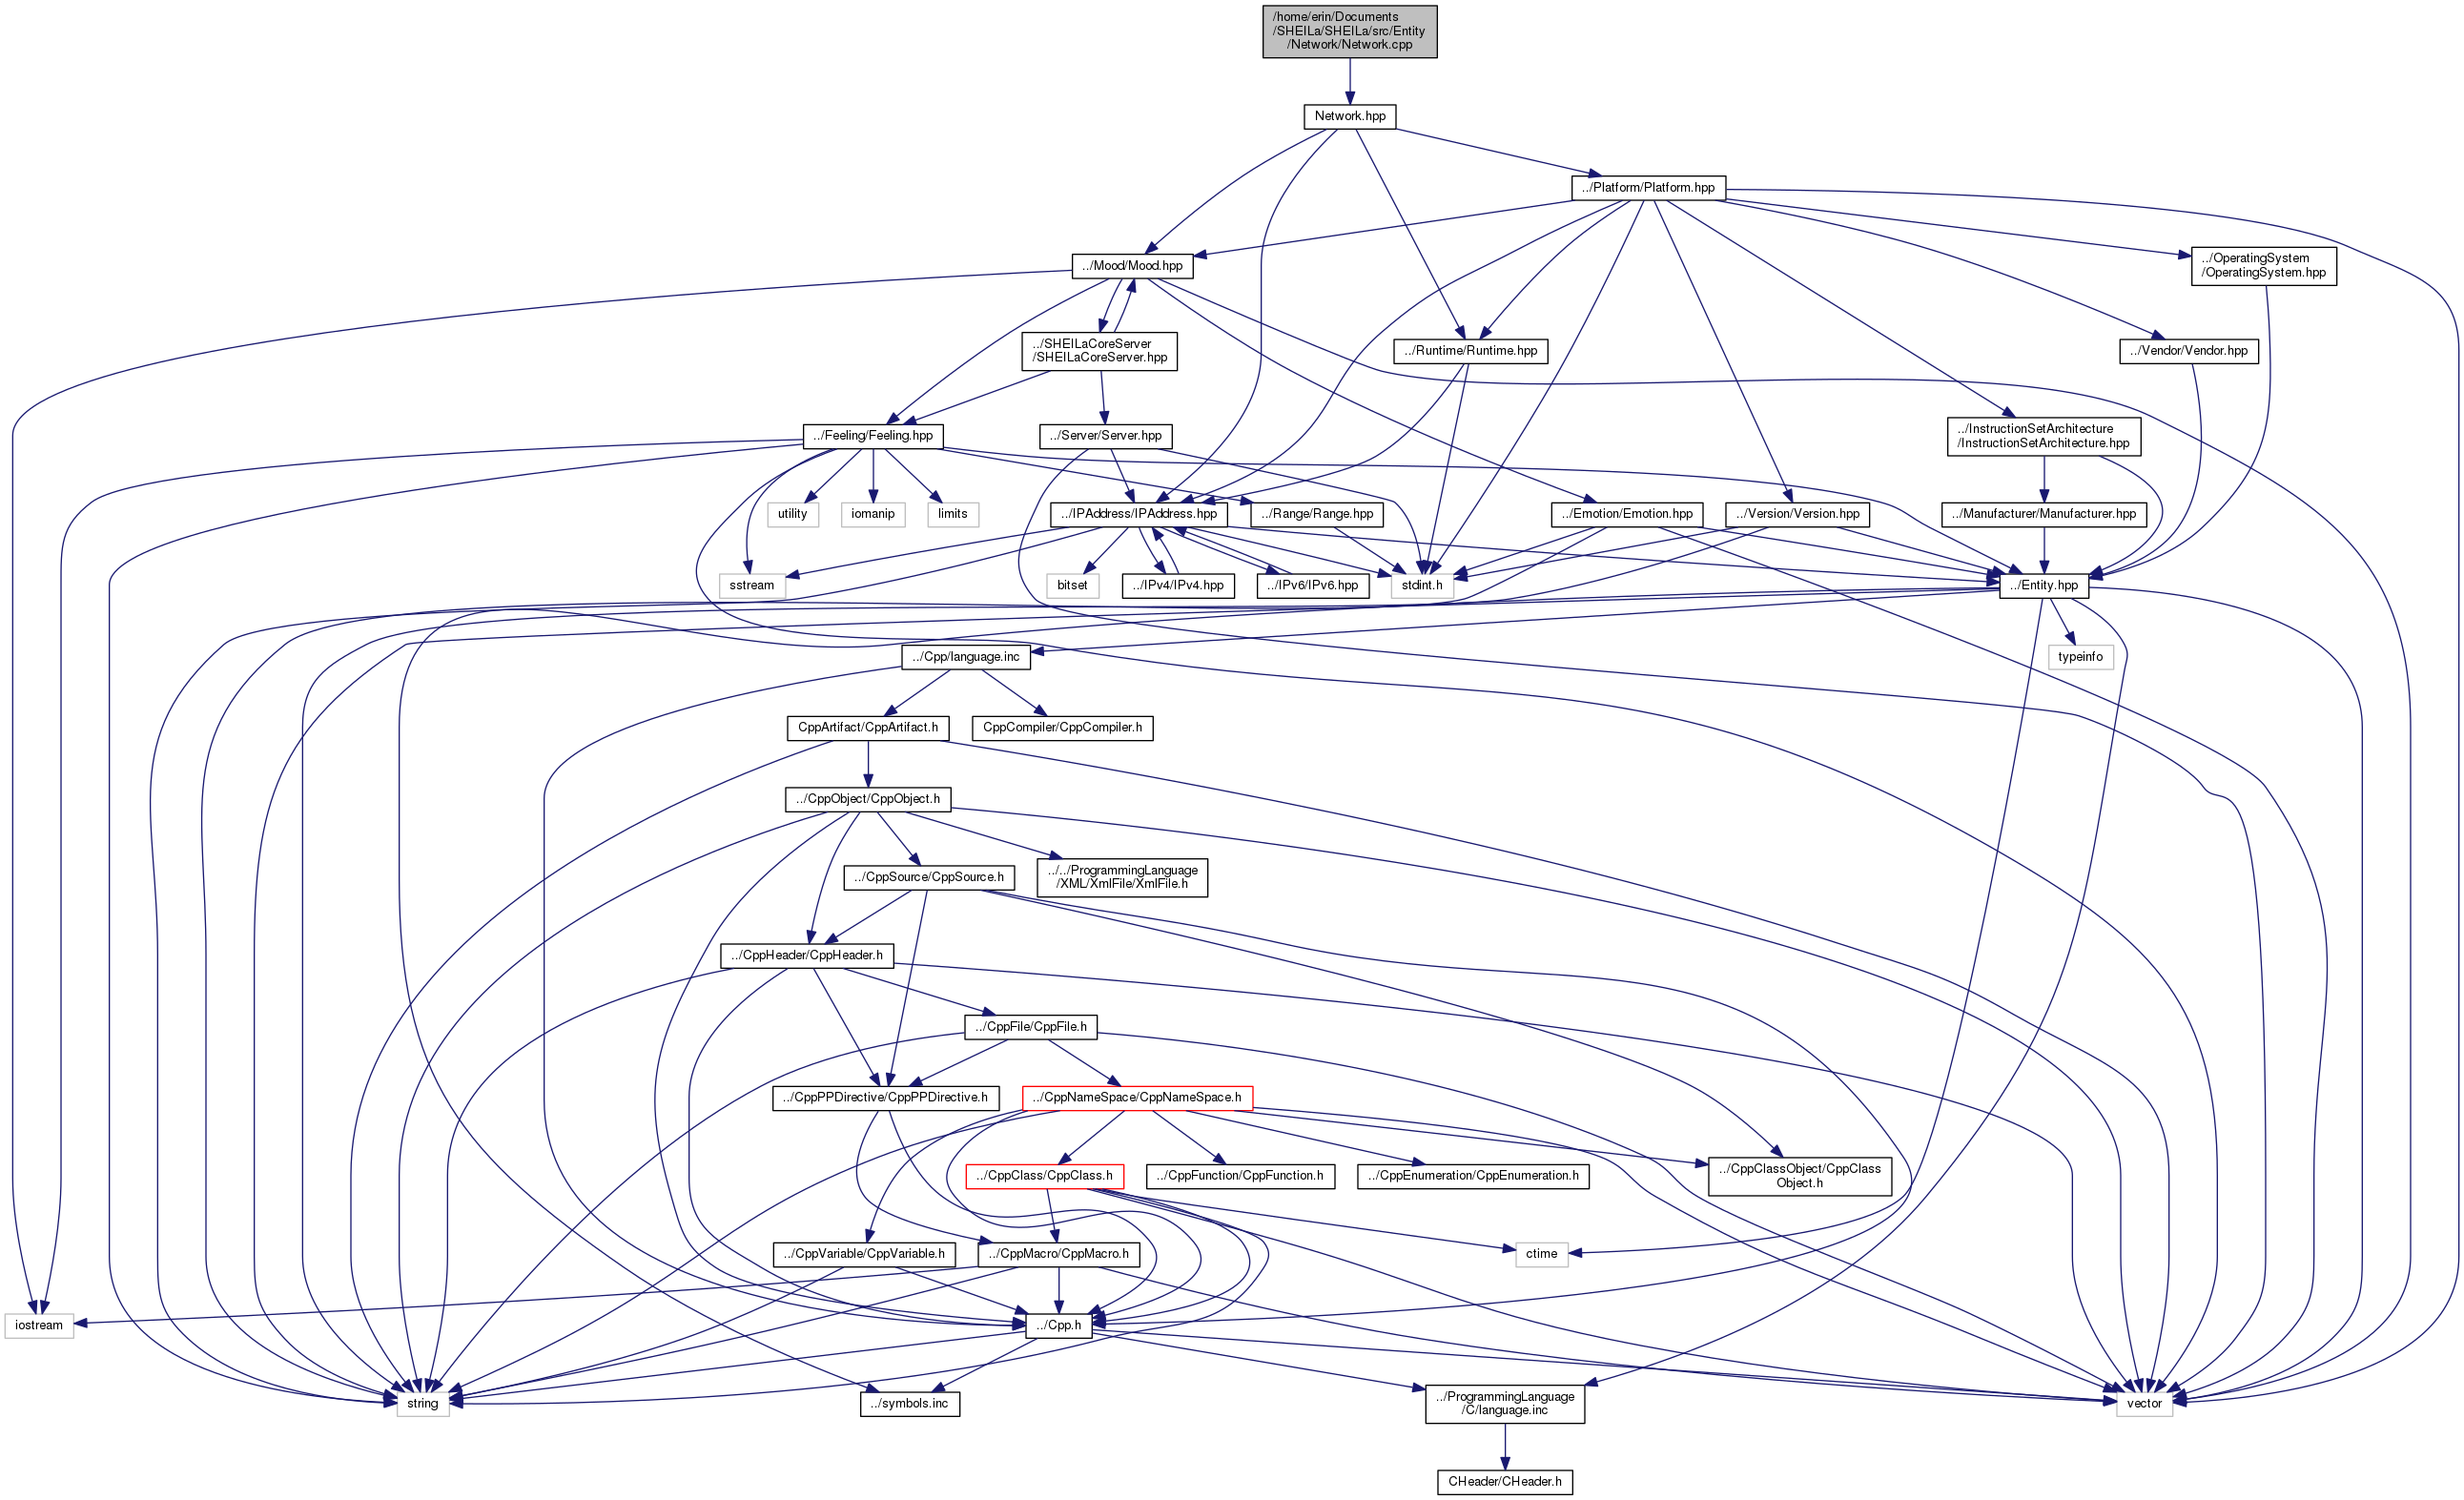 /home/erin/Documents
/SHEILa/SHEILa/src/Entity
/Network/Network.cpp
Network.hpp
../Platform/Platform.hpp
../Mood/Mood.hpp
../OperatingSystem
/OperatingSystem.hpp
../SHEILaCoreServer
/SHEILaCoreServer.hpp
../Runtime/Runtime.hpp
../Vendor/Vendor.hpp
../Feeling/Feeling.hpp
../Server/Server.hpp
../InstructionSetArchitecture
/InstructionSetArchitecture.hpp
utility
iomanip
limits
../IPAddress/IPAddress.hpp
../Range/Range.hpp
../Emotion/Emotion.hpp
../Version/Version.hpp
../Manufacturer/Manufacturer.hpp
sstream
bitset
../IPv4/IPv4.hpp
../IPv6/IPv6.hpp
stdint.h
../Entity.hpp
../Cpp/language.inc
typeinfo
CppArtifact/CppArtifact.h
CppCompiler/CppCompiler.h
../CppObject/CppObject.h
../CppSource/CppSource.h
../../ProgrammingLanguage
/XML/XmlFile/XmlFile.h
../CppHeader/CppHeader.h
../CppFile/CppFile.h
../CppPPDirective/CppPPDirective.h
../CppNameSpace/CppNameSpace.h
../CppClass/CppClass.h
../CppFunction/CppFunction.h
../CppEnumeration/CppEnumeration.h
../CppClassObject/CppClass
Object.h
../CppVariable/CppVariable.h
../CppMacro/CppMacro.h
ctime
iostream
../Cpp.h
string
../symbols.inc
../ProgrammingLanguage
/C/language.inc
vector
CHeader/CHeader.h